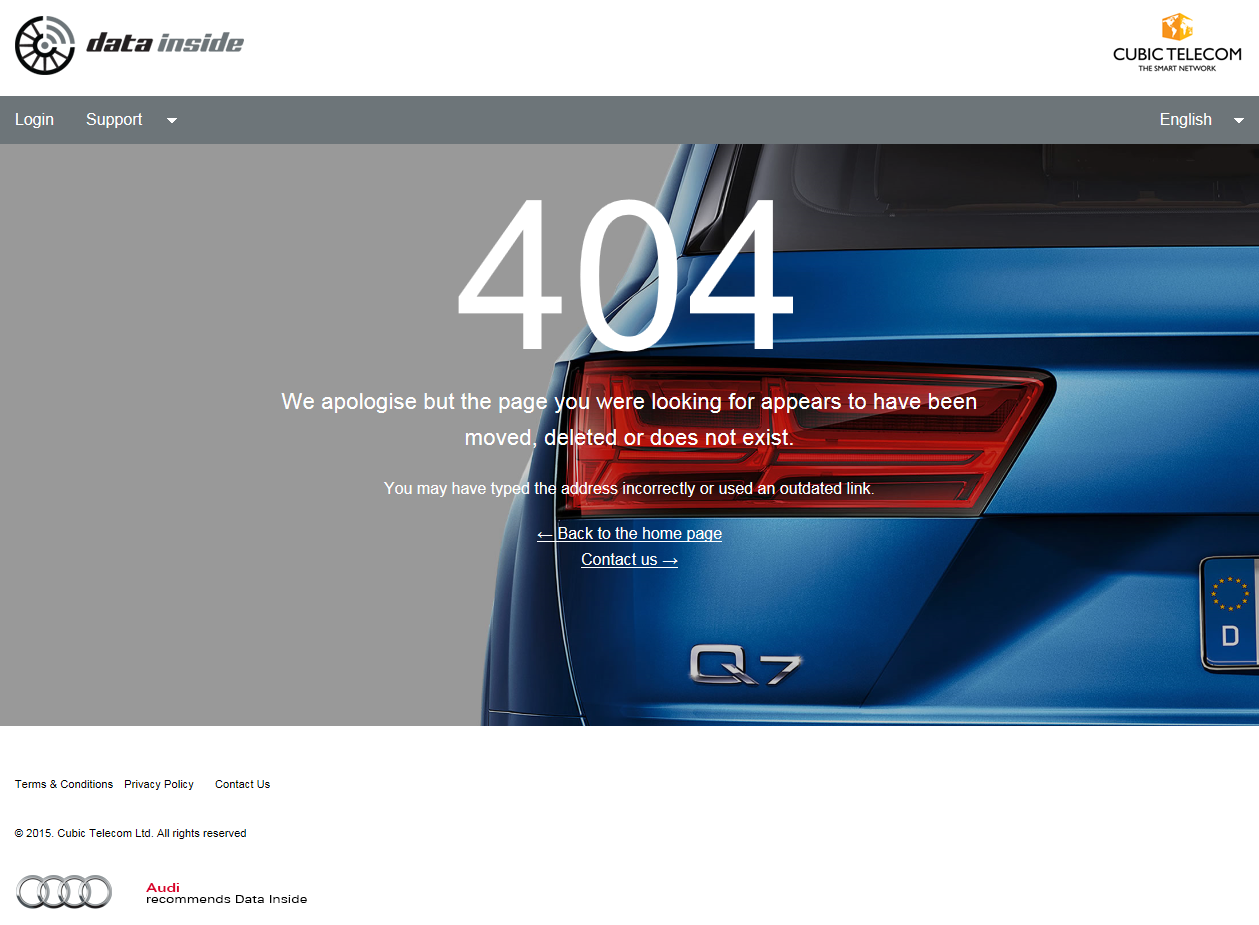 data inside
CUBIC TELECOM
THE SMART NETWORK
Login Support English
404
We apologise but the page you were looking for appears to have been
moved, deleted or does not exist.
You may have typed the address incorrectly or used an outdated link.
← Back to the home page
Contact us →
D
Q7
Terms & Conditions Privacy Policy Contact Us
© 2015. Cubic Telecom Ltd. All rights reserved
Audi
recommends Data Inside